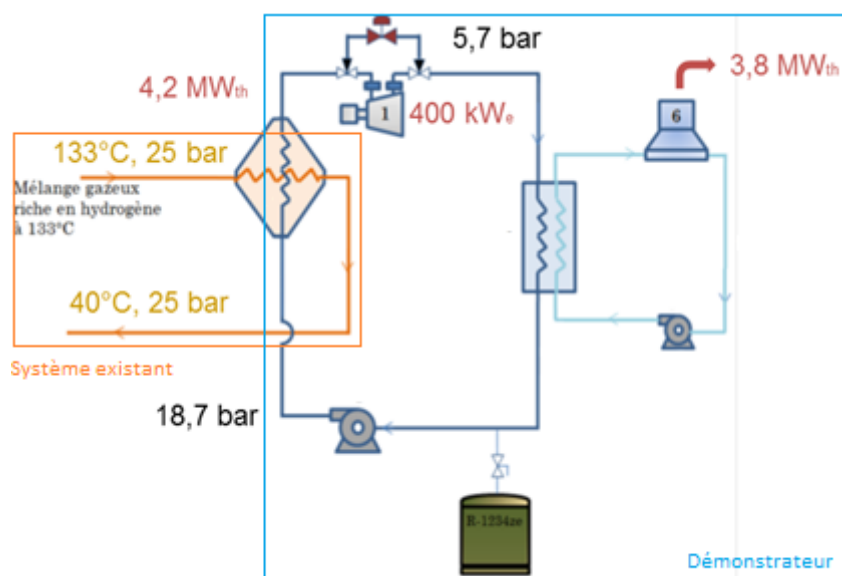 5,7 bar
3,8 MWth
4,2 MWth
1
400 kWe
6
133°C, 25 bar
Mélange gazeux
riche en hydrogène
à 133°C
40°C, 25 bar
Système existant
18,7 bar
R-1234ze
Démonstrateur